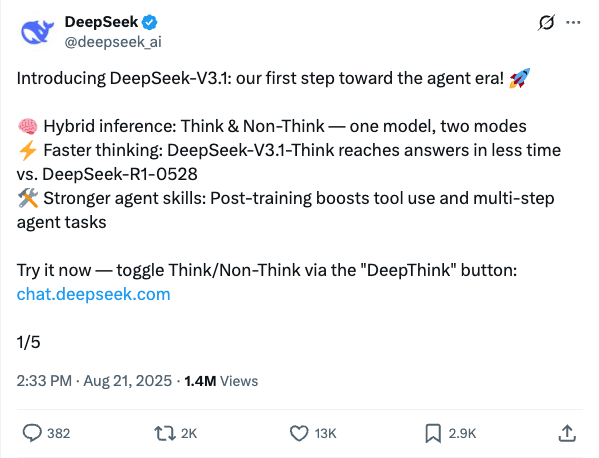 DeepSeek
@deepseek_ai
Introducing DeepSeek-V3.1: our first step toward the agent era! 🚀
🧠 Hybrid inference: Think & Non-Think — one model, two modes
⚡ Faster thinking: DeepSeek-V3.1-Think reaches answers in less time
vs. DeepSeek-R1-0528
🛠️ Stronger agent skills: Post-training boosts tool use and multi-step
agent tasks
Try it now — toggle Think/Non-Think via the "DeepThink" button:
chat.deepseek.com
1/5
2:33 PM · Aug 21, 2025 · 1.4M Views
382 2K 13K 2.9K